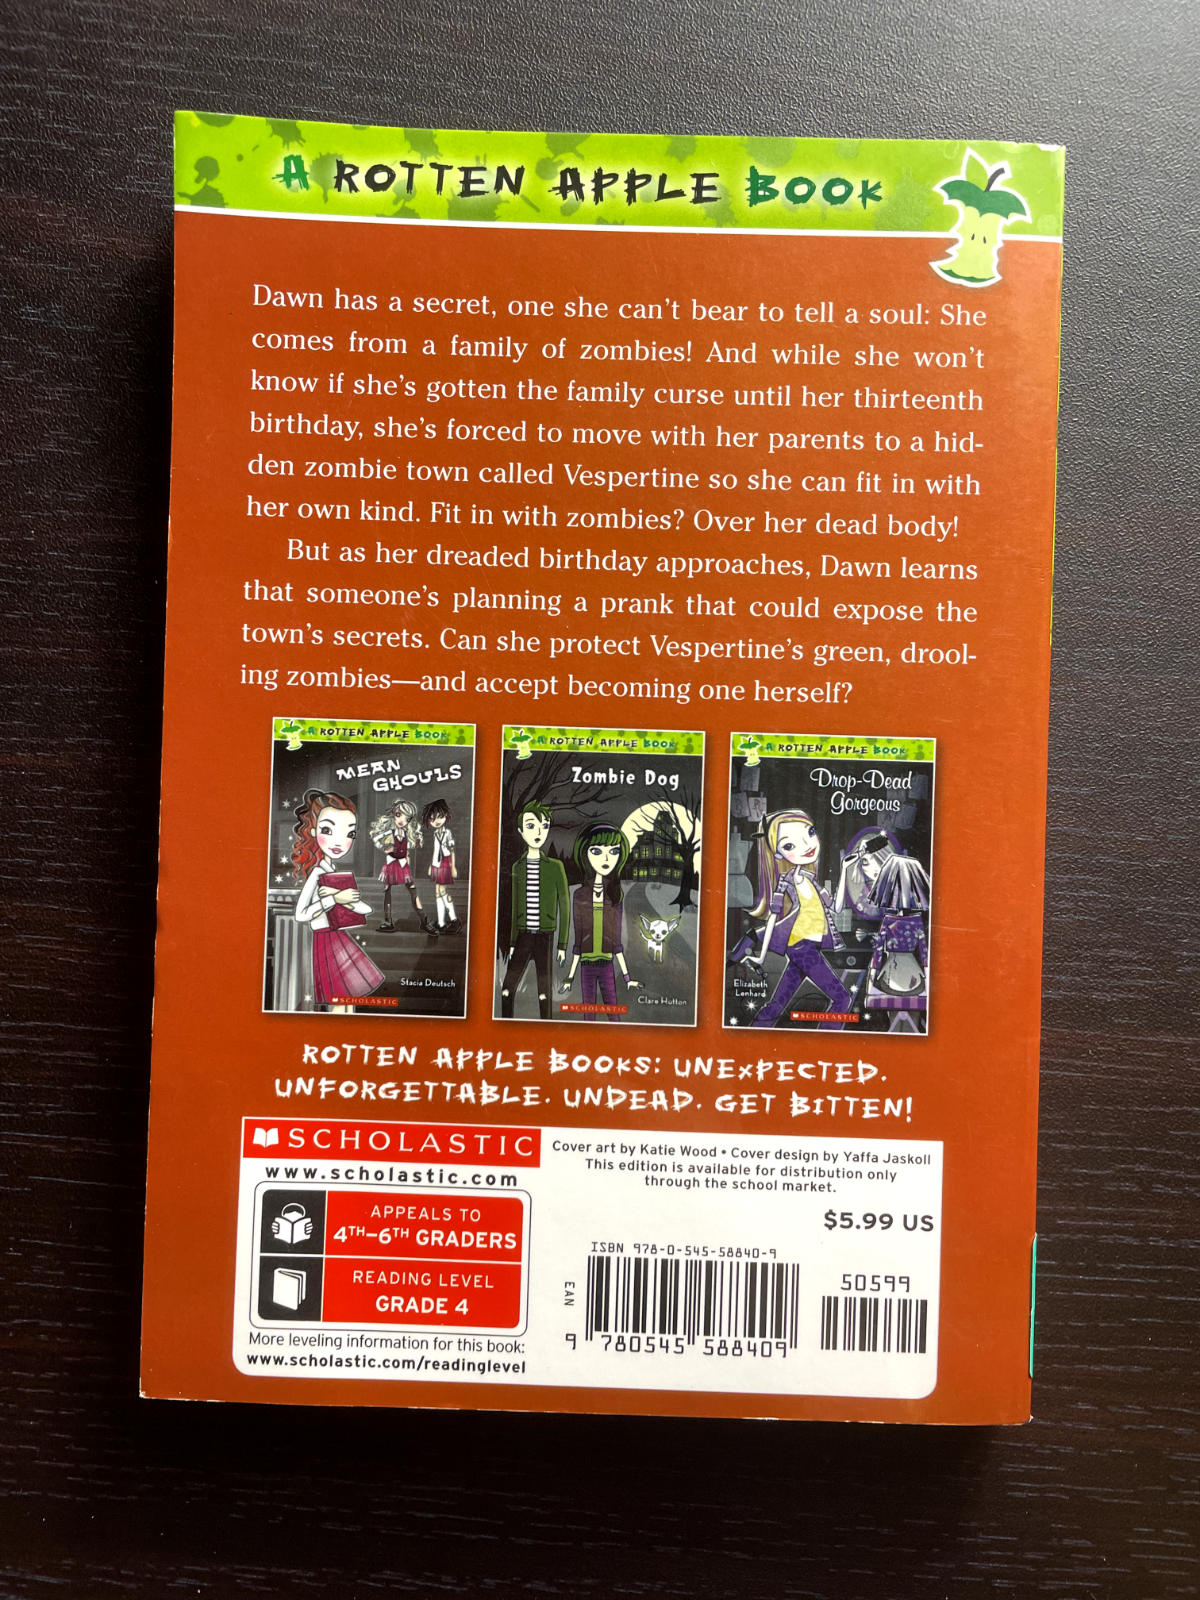 A ROTTEN APPLE BOOK
Dawn has a secret, one she can't bear to tell a soul: She
comes from a family of zombies! And while she won't
know if she's gotten the family curse until her thirteenth
birthday, she's forced to move with her parents to a hid-
den zombie town called Vespertine so she can fit in with
her own kind. Fit in with zombies? Over her dead body!
But as her dreaded birthday approaches, Dawn learns
that someone's planning a prank that could expose the
town's secrets. Can she protect Vespertine's green, drool-
ing zombies—and accept becoming one herself?
A ROTTEN APPLE BOOK
MEAN
GHOULS
Stacia Deutsch
SCHOLASTIC
A ROTTEN APPLE BOOK
Zombie Dog
Clare Hutton
SCHOLASTIC
A ROTTEN APPLE BOOK
Drop-Dead
Gorgeous
Elizabeth
Lenhard
SCHOLASTIC
ROTTEN APPLE BOOKS: UNEXPECTED.
UNFORGETTABLE. UNDEAD. GET BITTEN!
SCHOLASTIC
www.scholastic.com
APPEALS TO
4TH–6TH GRADERS
READING LEVEL
GRADE 4
More leveling information for this book:
www.scholastic.com/readinglevel
Cover art by Katie Wood • Cover design by Yaffa Jaskoll
This edition is available for distribution only
through the school market.
$5.99 US
ISBN 978-0-545-58840-9
50599
EAN
9 780545 588409